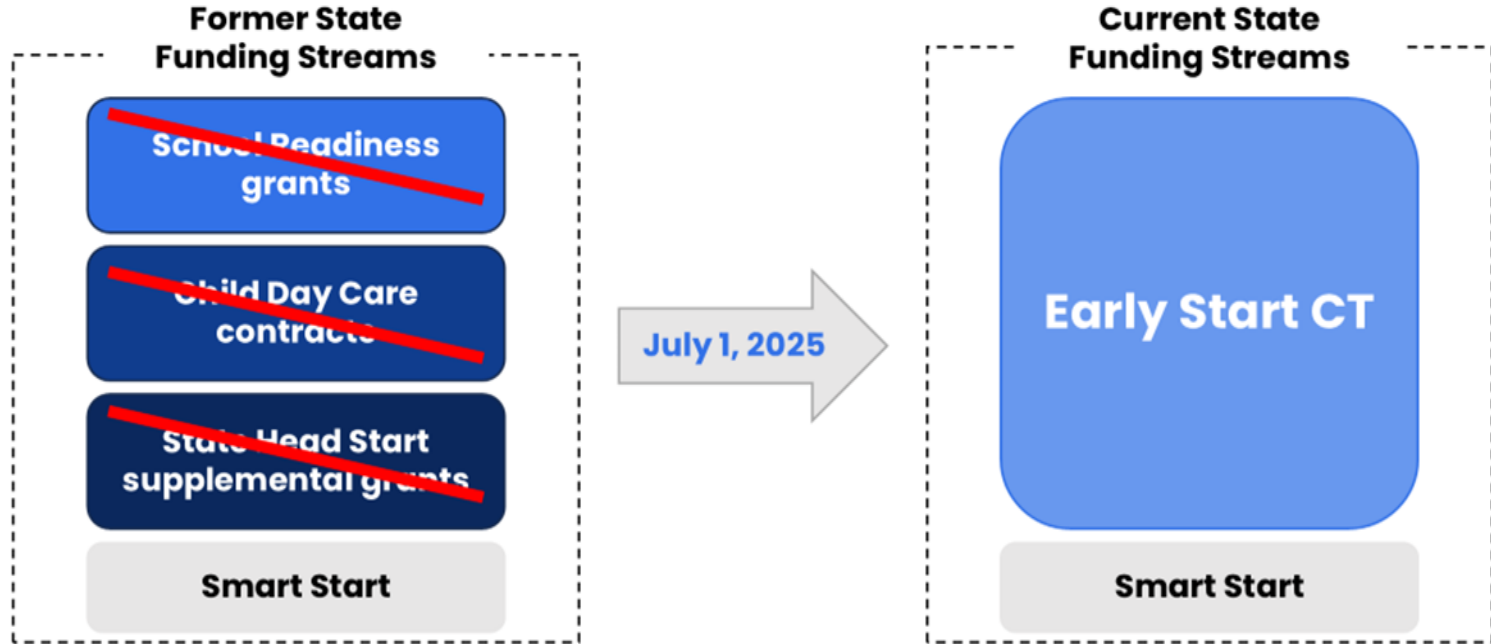 Former State
Funding Streams
School Readiness
grants
Child Day Care
contracts
State Head Start
supplemental grants
Smart Start
July 1, 2025
Current State
Funding Streams
Early Start CT
Smart Start